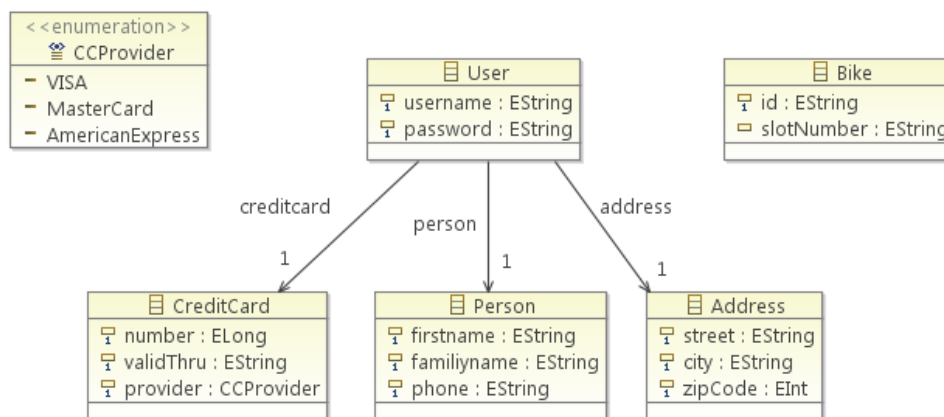 <<enumeration>>
CCProvider
VISA
MasterCard
AmericanExpress
User
username : EString
password : EString
Bike
id : EString
slotNumber : EString
creditcard
person
address
1
1
1
CreditCard
number : ELong
validThru : EString
provider : CCProvider
Person
firstname : EString
familiyname : EString
phone : EString
Address
street : EString
city : EString
zipCode : EInt